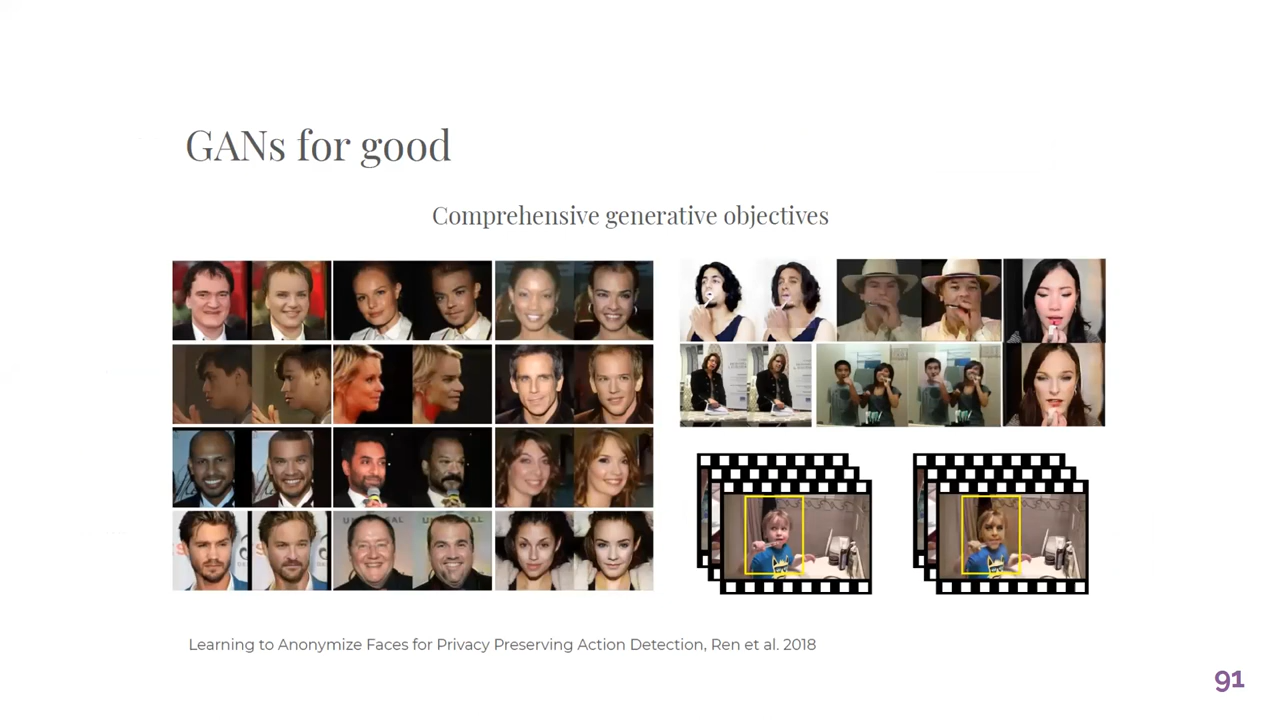 GANs for good
Comprehensive generative objectives
Learning to Anonymize Faces for Privacy Preserving Action Detection, Ren et al. 2018
91